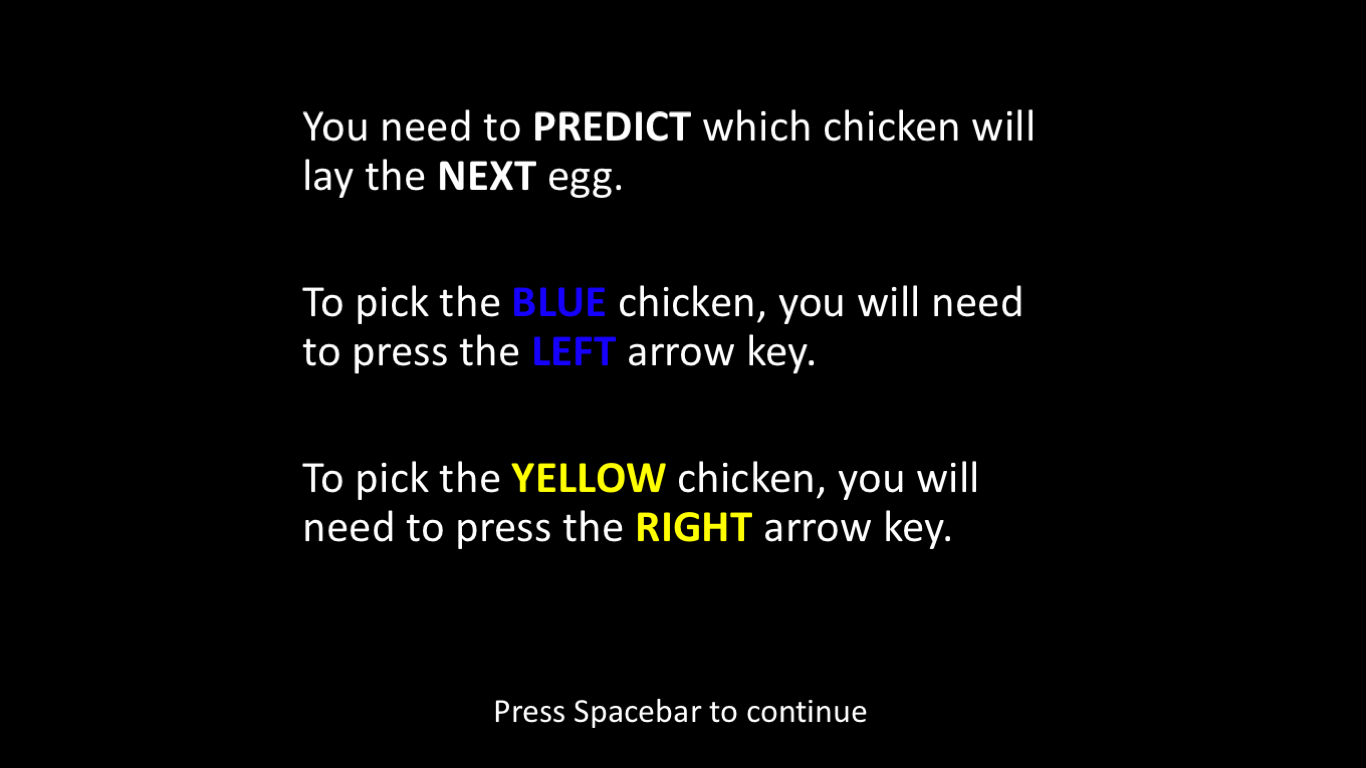 You need to PREDICT which chicken will
lay the NEXT egg.
To pick the BLUE chicken, you will need
to press the LEFT arrow key.
To pick the YELLOW chicken, you will
need to press the RIGHT arrow key.
Press Spacebar to continue